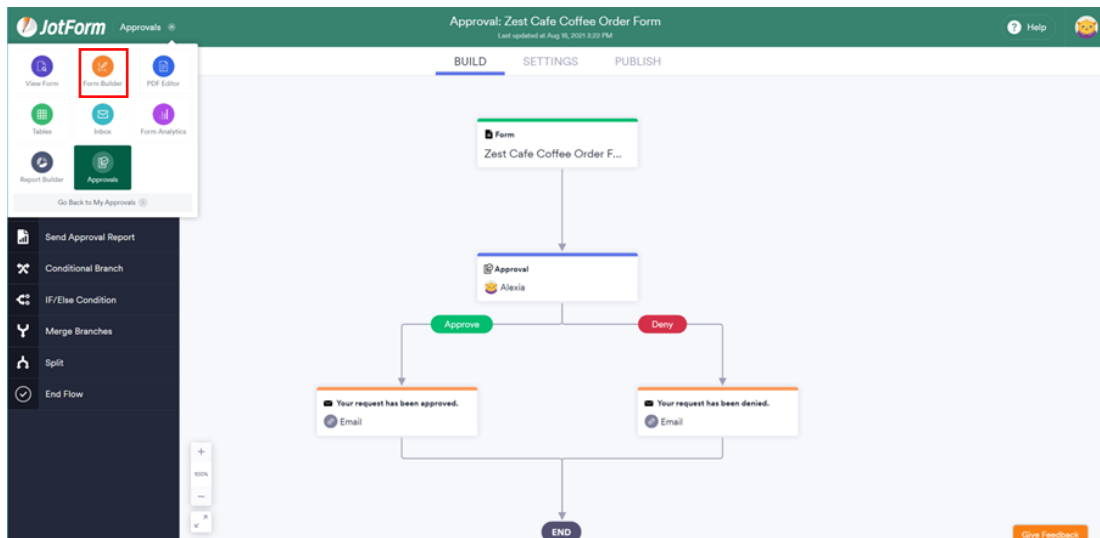 JotForm Approvals
Approval: Zest Cafe Coffee Order Form
Last updated at Aug 18, 2021 3:22 PM
Help
BUILD SETTINGS PUBLISH
View Form Form Builder PDF Editor
Tables Inbox Form Analytics
Report Builder Approvals
Go Back to My Approvals
Send Approval Report
Conditional Branch
IF/Else Condition
Merge Branches
Split
End Flow
Form
Zest Cafe Coffee Order F...
Approval
Alexia
Approve Deny
Your request has been approved.
Email
Your request has been denied.
Email
+
100%
−
END
Give Feedback